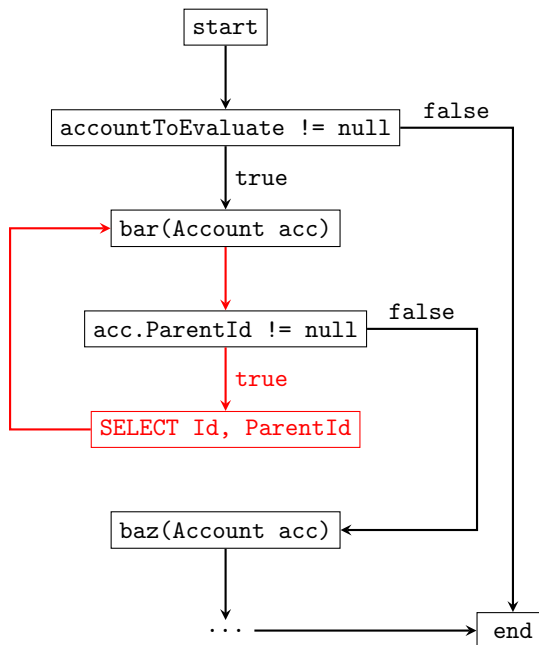 start
accountToEvaluate != null
false
true
bar(Account acc)
acc.ParentId != null
false
true
SELECT Id, ParentId
baz(Account acc)
...
end